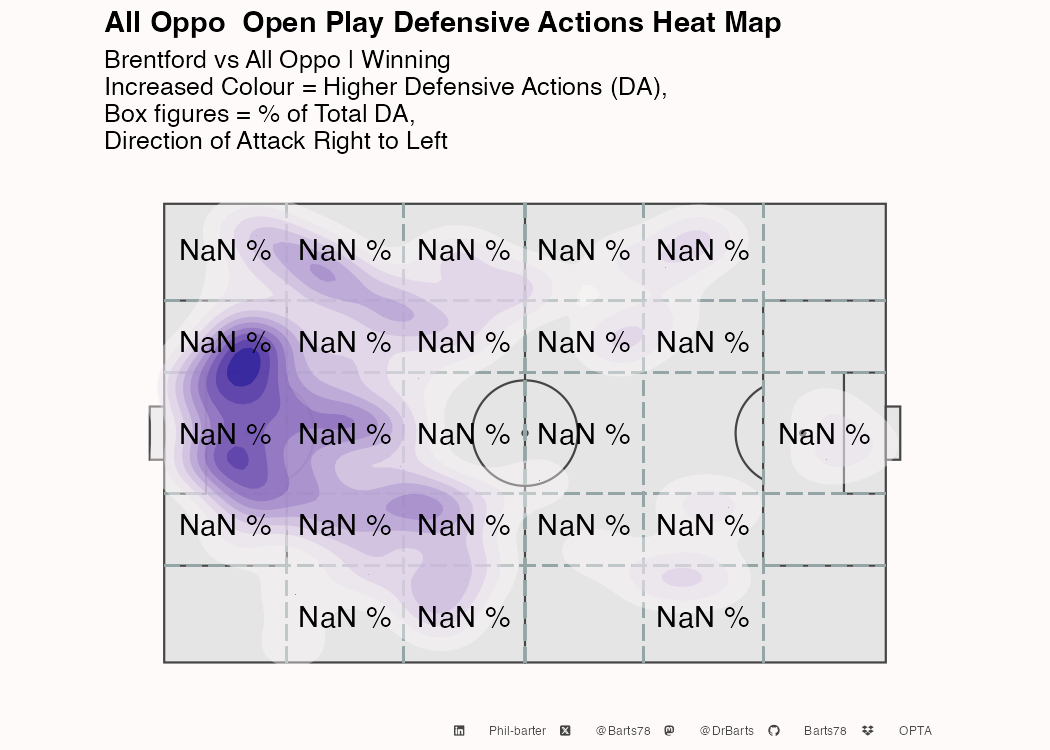 All Oppo  Open Play Defensive Actions Heat Map
Brentford vs All Oppo | Winning
Increased Colour = Higher Defensive Actions (DA),
Box figures = % of Total DA,
Direction of Attack Right to Left
NaN % NaN % NaN % NaN % NaN %
NaN % NaN % NaN % NaN % NaN %
NaN % NaN % NaN % NaN % NaN %
NaN % NaN % NaN % NaN % NaN %
NaN % NaN % NaN %
Phil-barter @Barts78 @DrBarts Barts78 OPTA